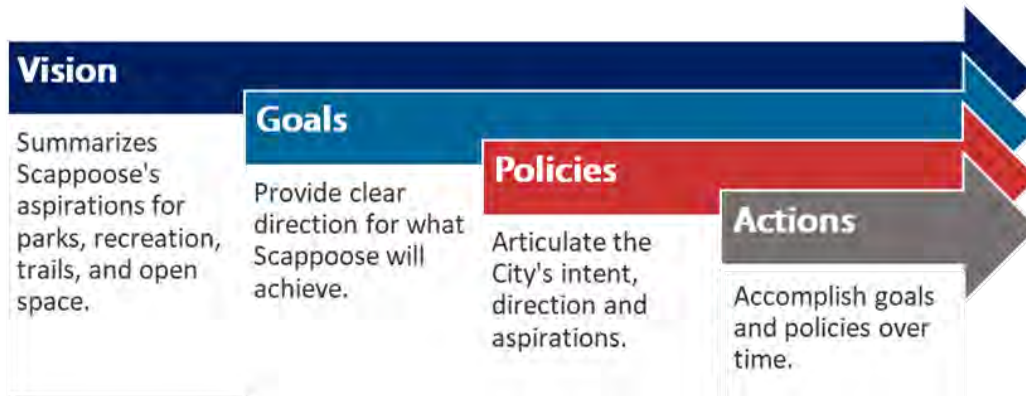 Vision
Summarizes
Scappoose's
aspirations for
parks, recreation,
trails, and open
space.
Goals
Provide clear
direction for what
Scappoose will
achieve.
Policies
Articulate the
City's intent,
direction and
aspirations.
Actions
Accomplish goals
and policies over
time.